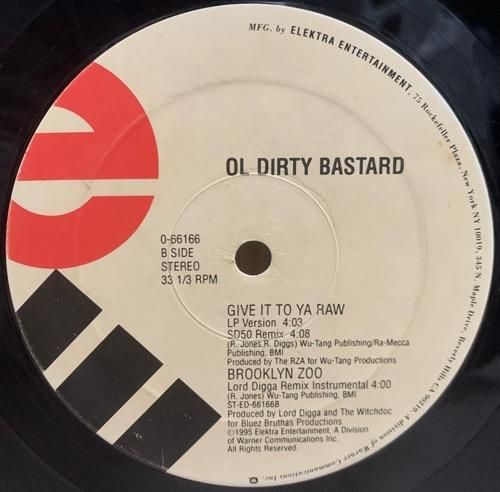 MFG. by ELEKTRA ENTERTAINMENT, 75 Rockefeller Plaza, New York NY 10019, 345 N. Maple Drive, Beverly Hills CA 90210. A division of Warner Communications Inc.
e
OL DIRTY BASTARD
0-66166
B SIDE
STEREO
33 1/3 RPM
GIVE IT TO YA RAW
LP Version 4:03
SD50 Remix 4:08
(R. Jones,R. Diggs) Wu-Tang Publishing/Ra-Mecca
Publishing, BMI
Produced by The RZA for Wu-Tang Productions
BROOKLYN ZOO
Lord Digga Remix Instrumental 4:00
(R. Jones) Wu-Tang Publishing, BMI
ST-ED-66166B
Produced by Lord Digga and The Witchdoc
for Bluez Bruthas Productions
©1995 Elektra Entertainment, A Division
of Warner Communications Inc.